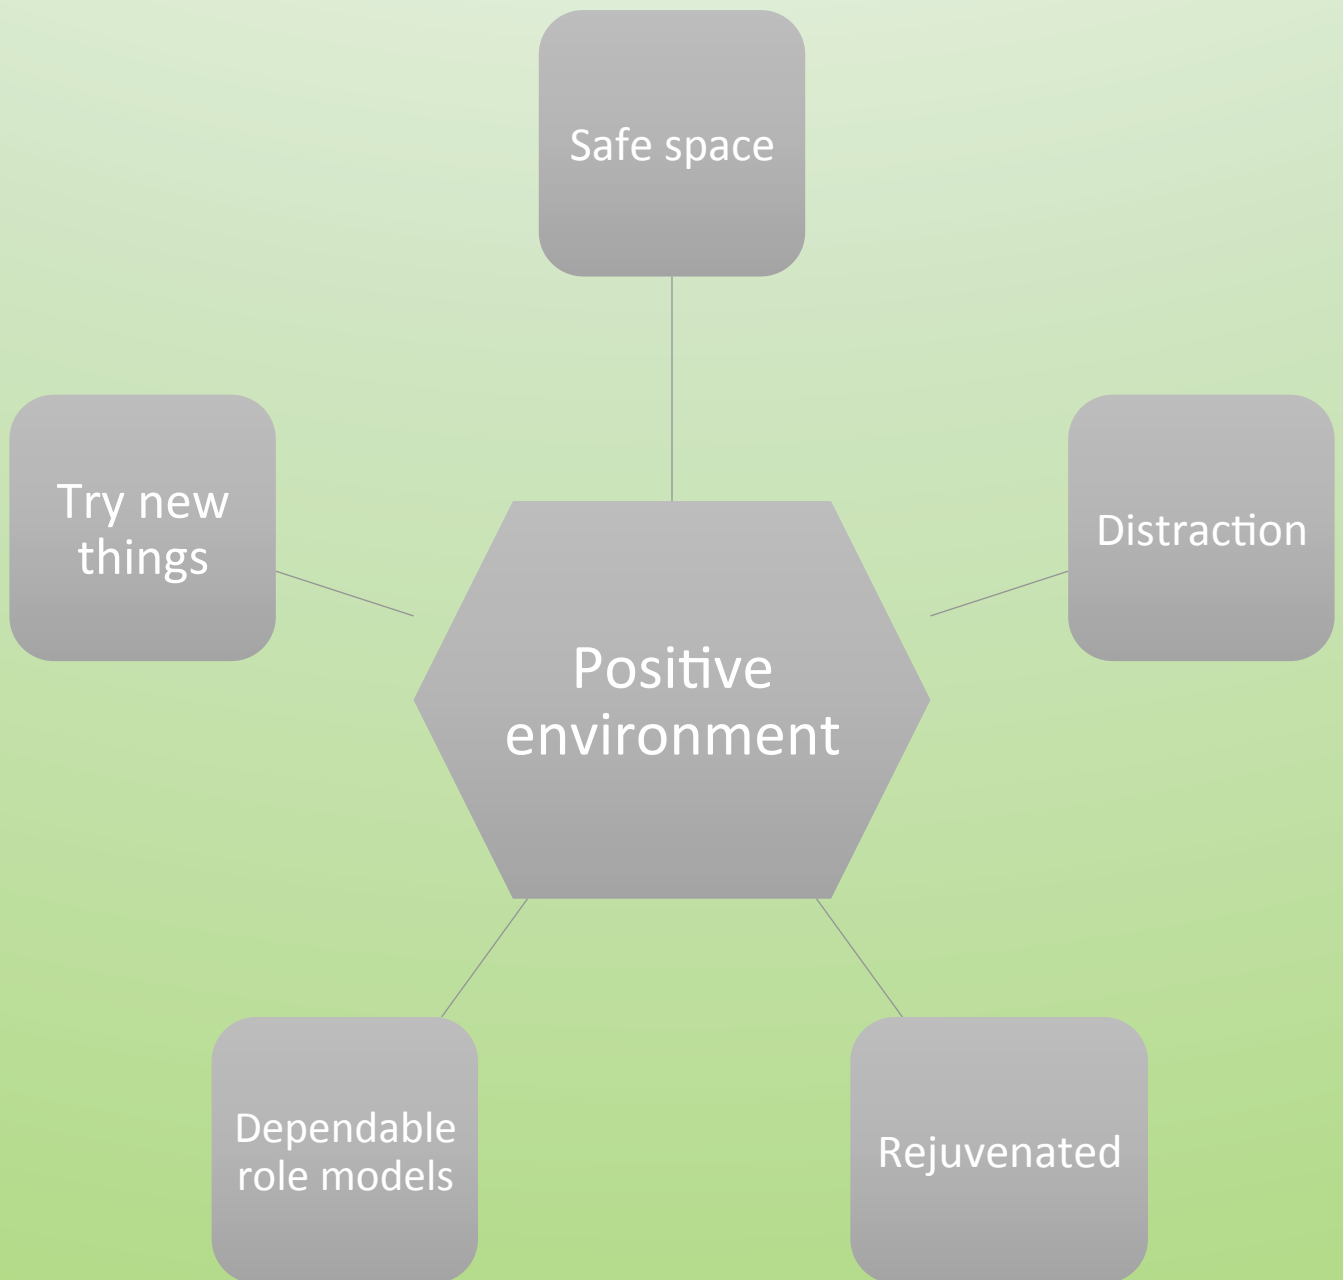 Safe space
Try new
things
Distraction
Positive
environment
Dependable
role models
Rejuvenated